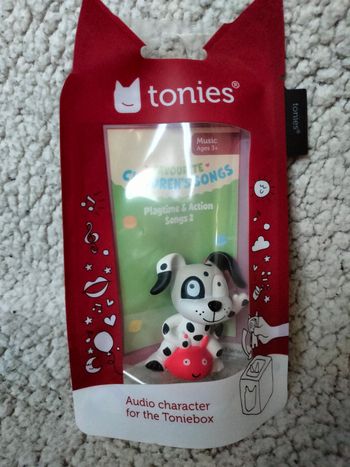 tonies®
tonies®
Music
Ages 3+
FAVOURITE
CHILDREN'S SONGS
Playtime & Action
Songs 2
Audio character
for the Toniebox